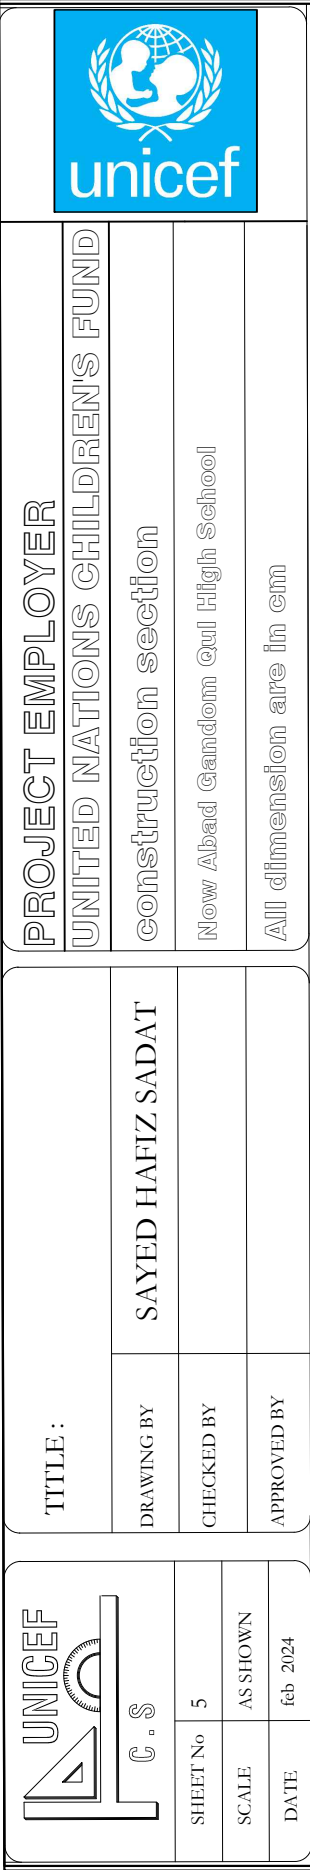 unicef
PROJECT EMPLOYER
UNITED NATIONS CHILDREN'S FUND
construction section
Now Abad Gandom Qul High School
All dimension are in cm
TITLE :
DRAWING BY SAYED HAFIZ SADAT
CHECKED BY
APPROVED BY
UNICEF
C . S
SHEET No 5
SCALE AS SHOWN
DATE feb 2024